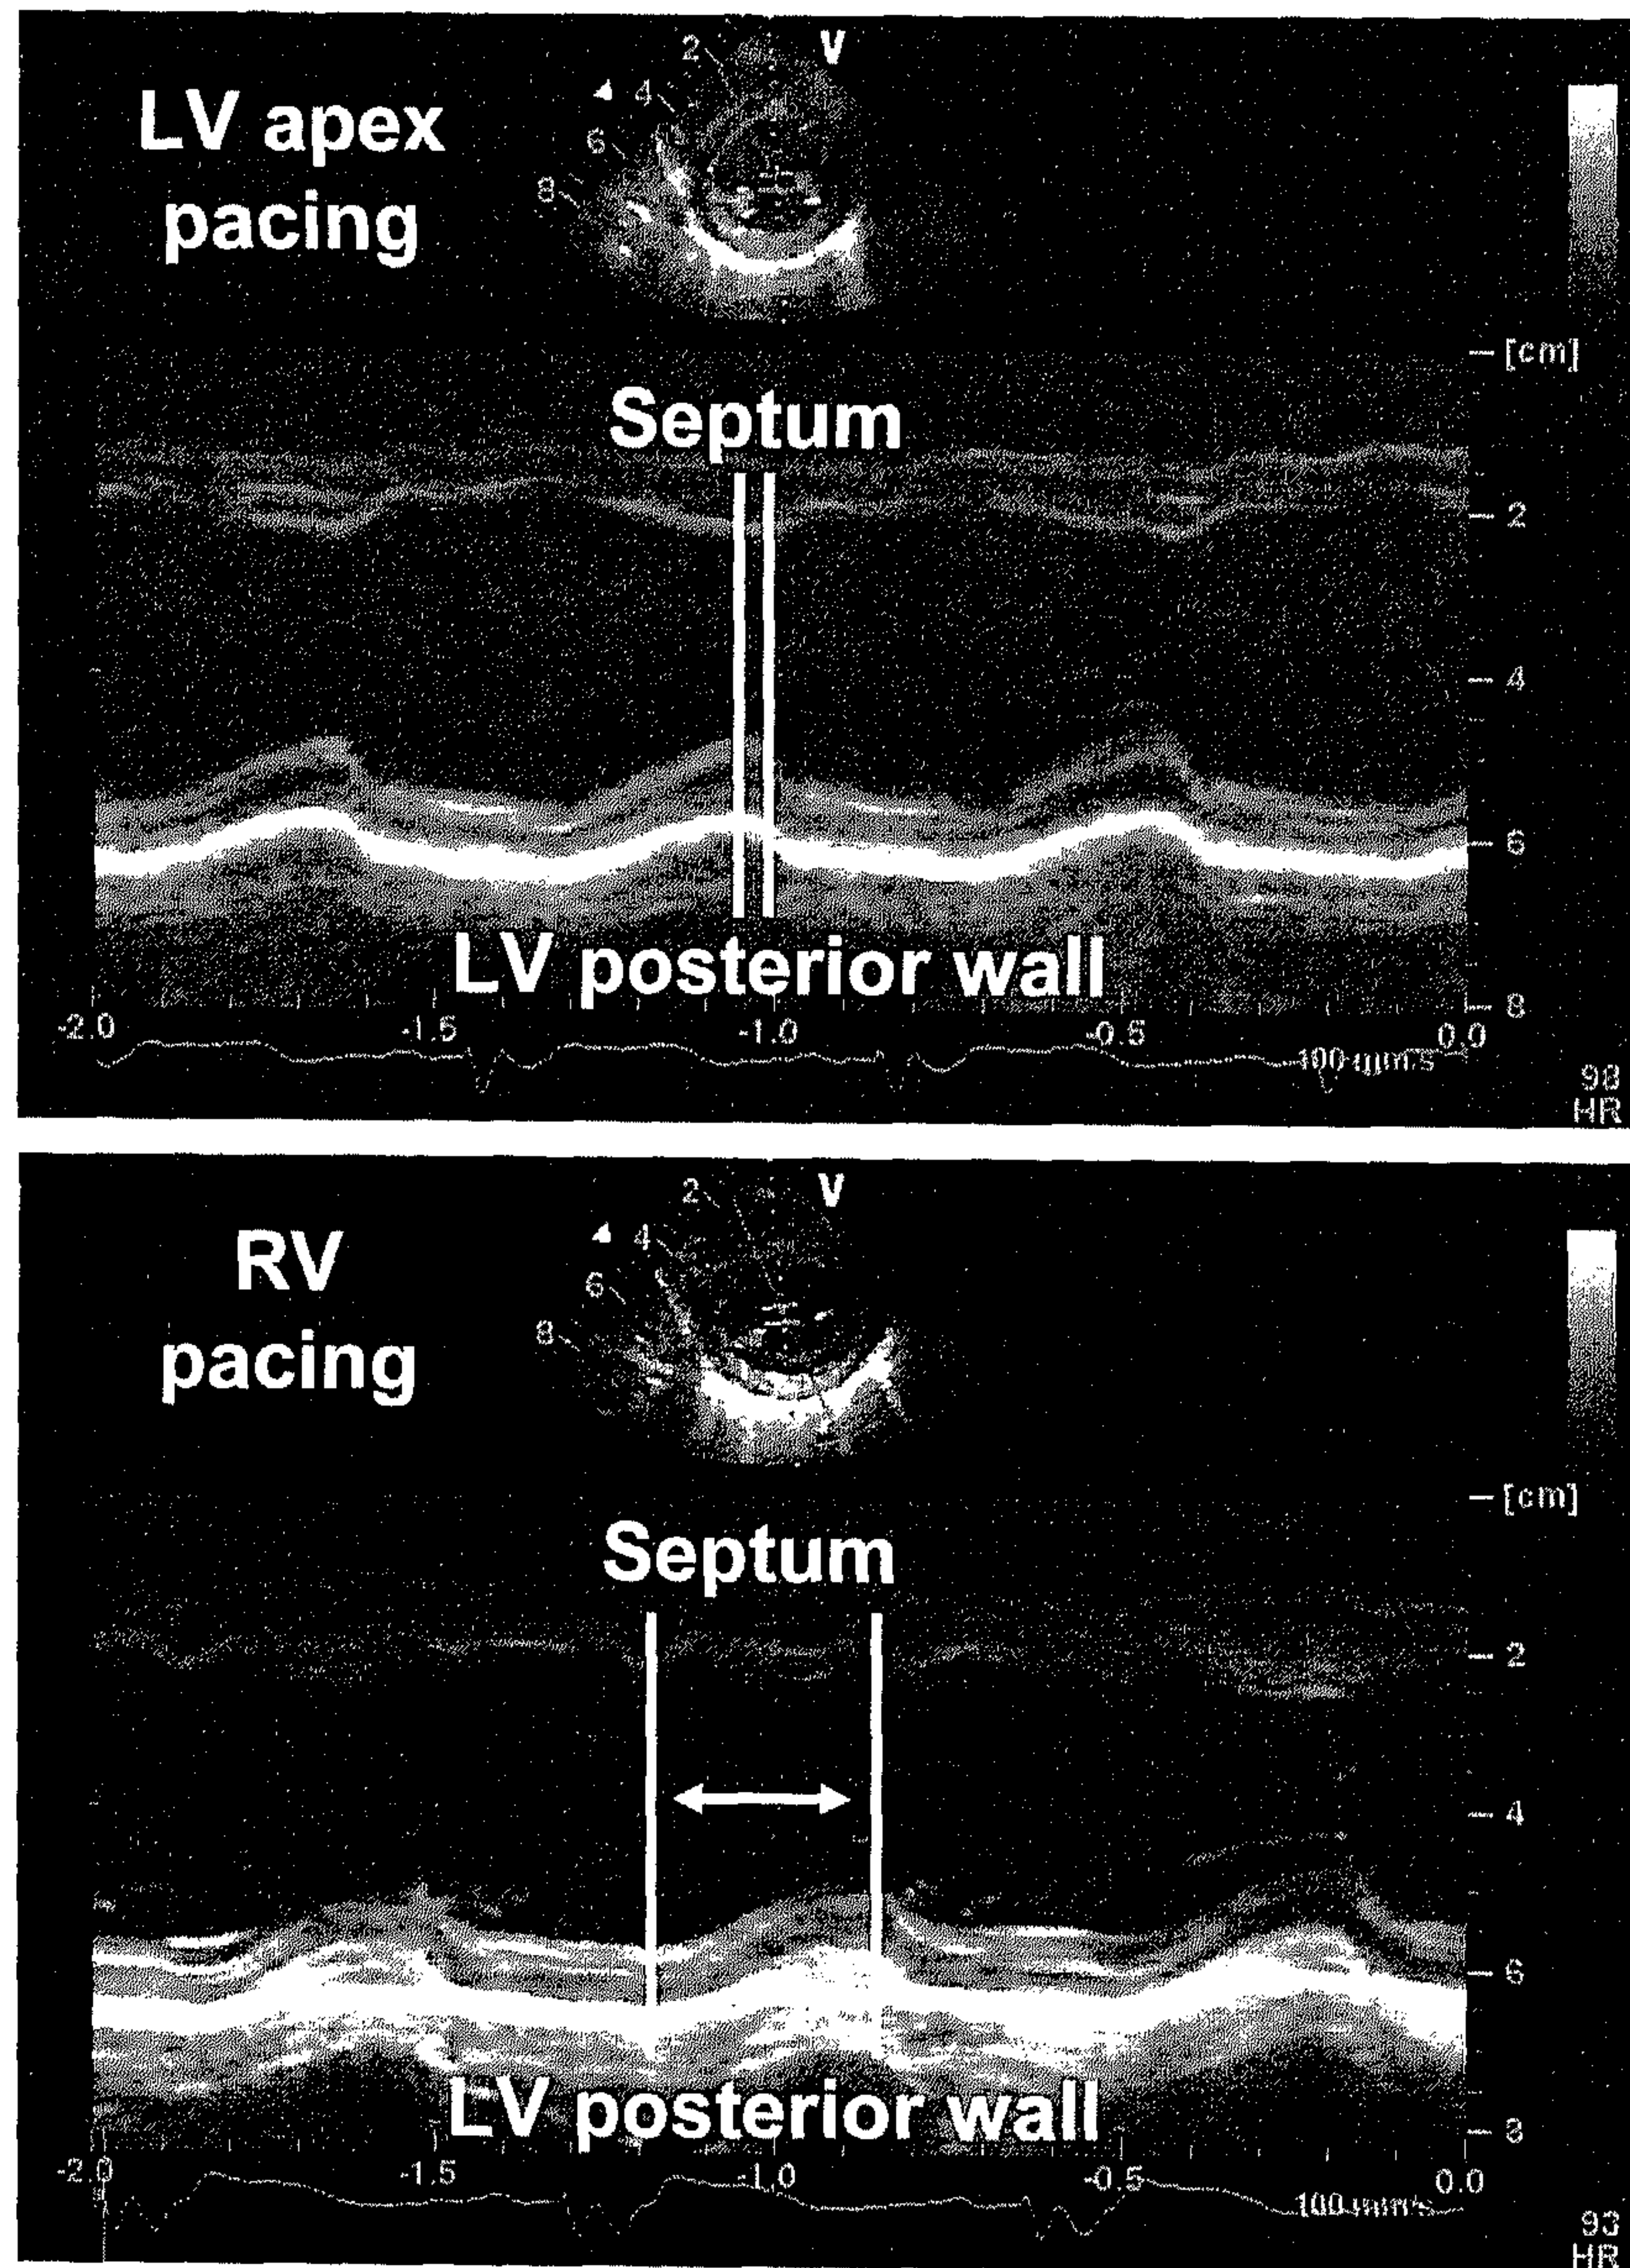 2
V
LV apex
pacing
4
6
8
[cm]
Septum
2
4
6
LV posterior wall
8
-2.0
-1.5
-1.0
-0.5
0.0
100 mm/s
98
HR
2
V
RV
pacing
4
6
8
[cm]
Septum
2
4
6
LV posterior wall
8
-2.0
-1.5
-1.0
-0.5
0.0
100 mm/s
93
HR